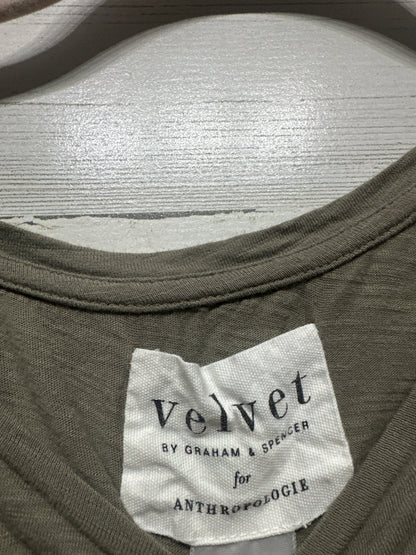 Velvet
BY GRAHAM & SPENCER
for
ANTHROPOLOGIE